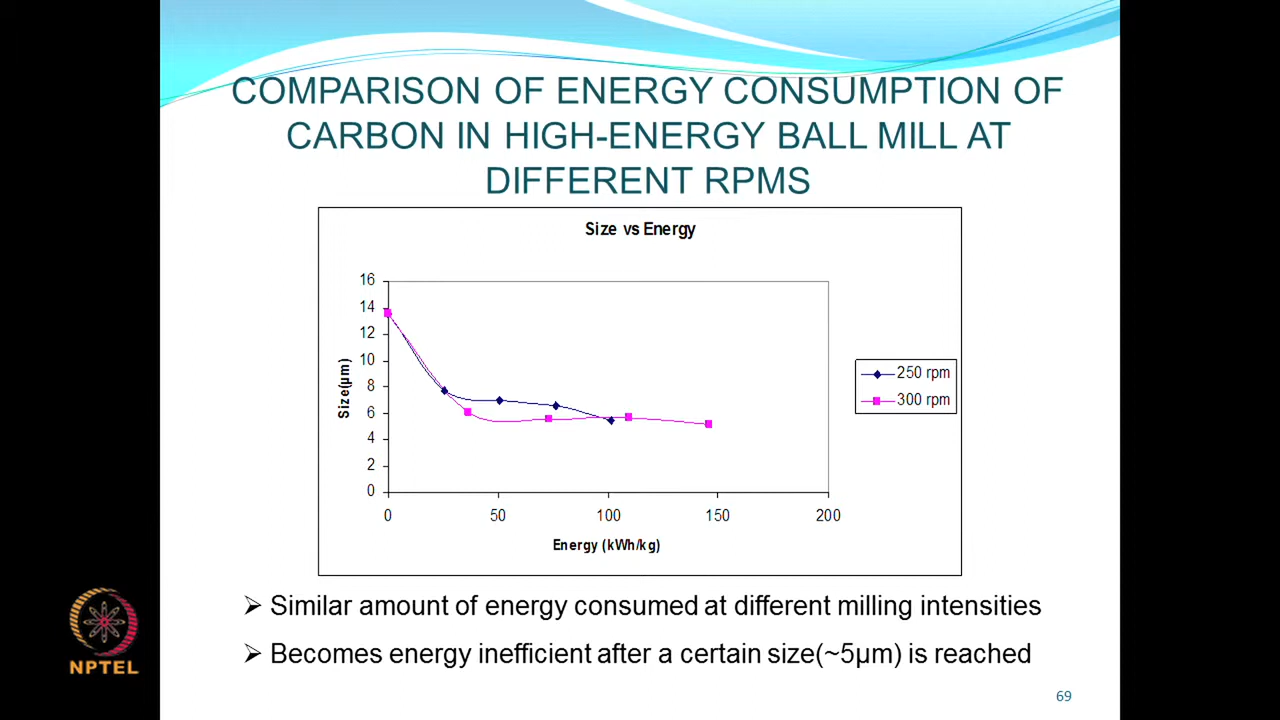 COMPARISON OF ENERGY CONSUMPTION OF
CARBON IN HIGH-ENERGY BALL MILL AT
DIFFERENT RPMS
Size vs Energy
16
14
12
10
8
6
4
2
0
Size(µm)
0 50 100 150 200
Energy (kWh/kg)
250 rpm
300 rpm
➢ Similar amount of energy consumed at different milling intensities
➢ Becomes energy inefficient after a certain size(~5µm) is reached
NPTEL
69